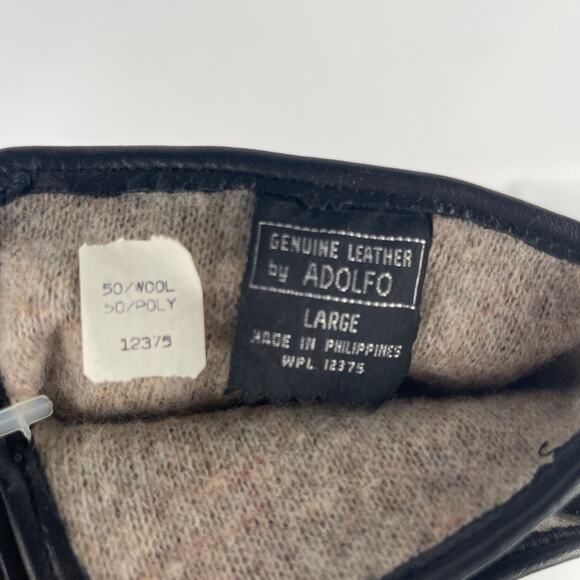 50/WOOL
50/POLY
12375
GENUINE LEATHER
by ADOLFO
LARGE
MADE IN PHILIPPINES
WPL 12375